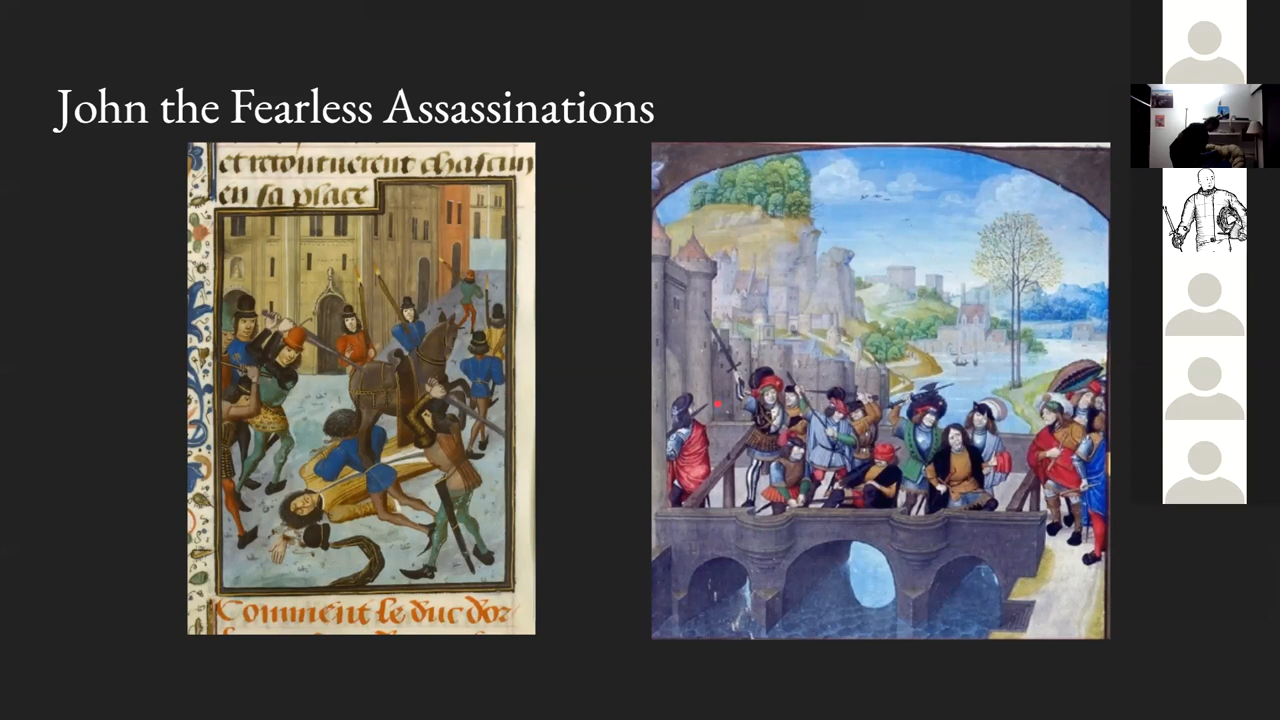 John the Fearless Assassinations
et retournerent chascun
en sa place
Comment le duc dor